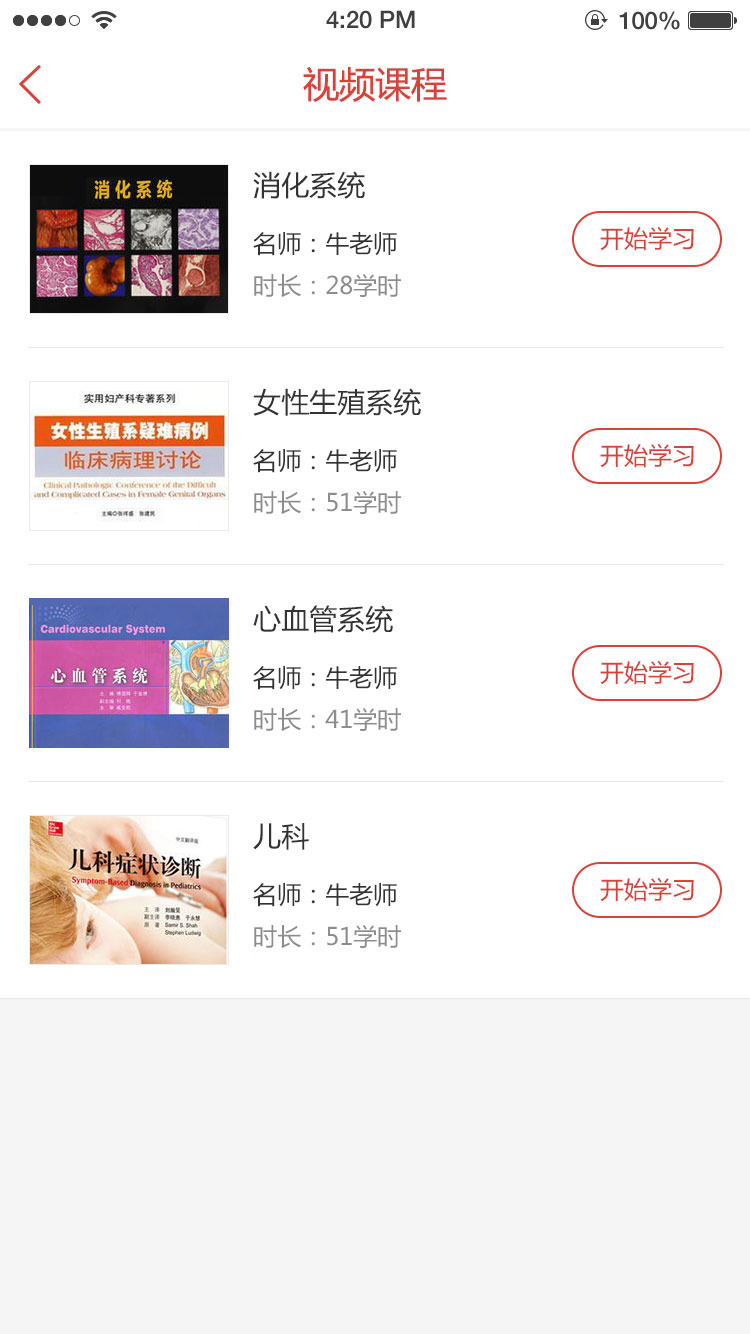 4:20 PM
100%
视频课程
消化系统
消化系统
名师：牛老师
时长：28学时
开始学习
实用妇产科专著系列
女性生殖系疑难病例
临床病理讨论
Clinical Pathologic Conference of the Difficult
and Complicated Cases in Female Genital Organs
女性生殖系统
名师：牛老师
时长：51学时
开始学习
Cardiovascular System
心血管系统
心血管系统
名师：牛老师
时长：41学时
开始学习
中文翻译版
儿科症状诊断
Symptom-Based Diagnosis in Pediatrics
Samir S. Shah
Stephen Ludwig
儿科
名师：牛老师
时长：51学时
开始学习